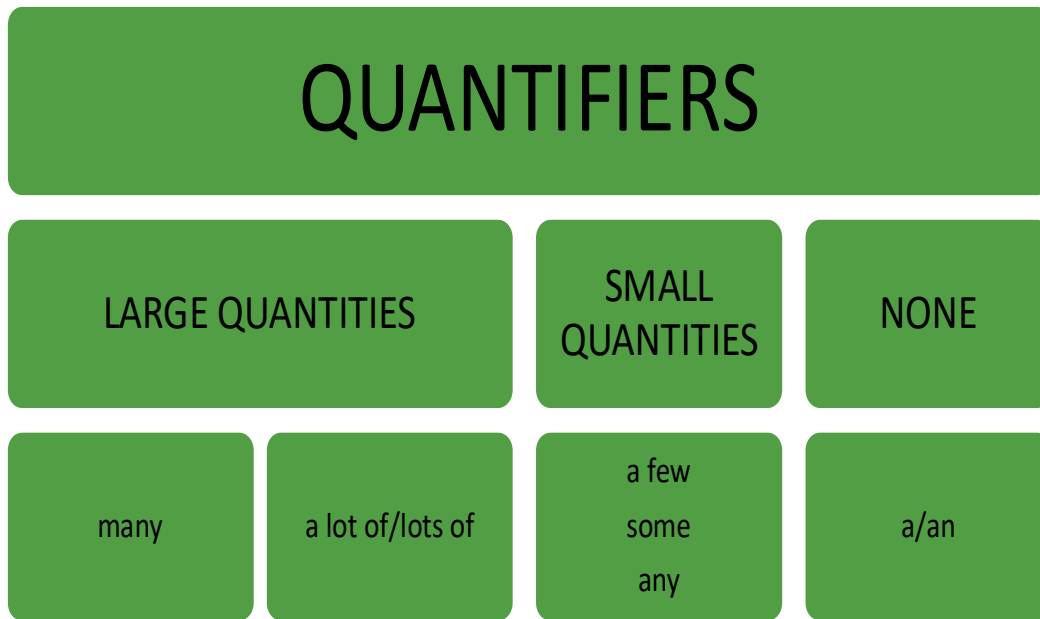 QUANTIFIERS
LARGE QUANTITIES
SMALL
QUANTITIES
NONE
many
a lot of/lots of
a few
some
any
a/an